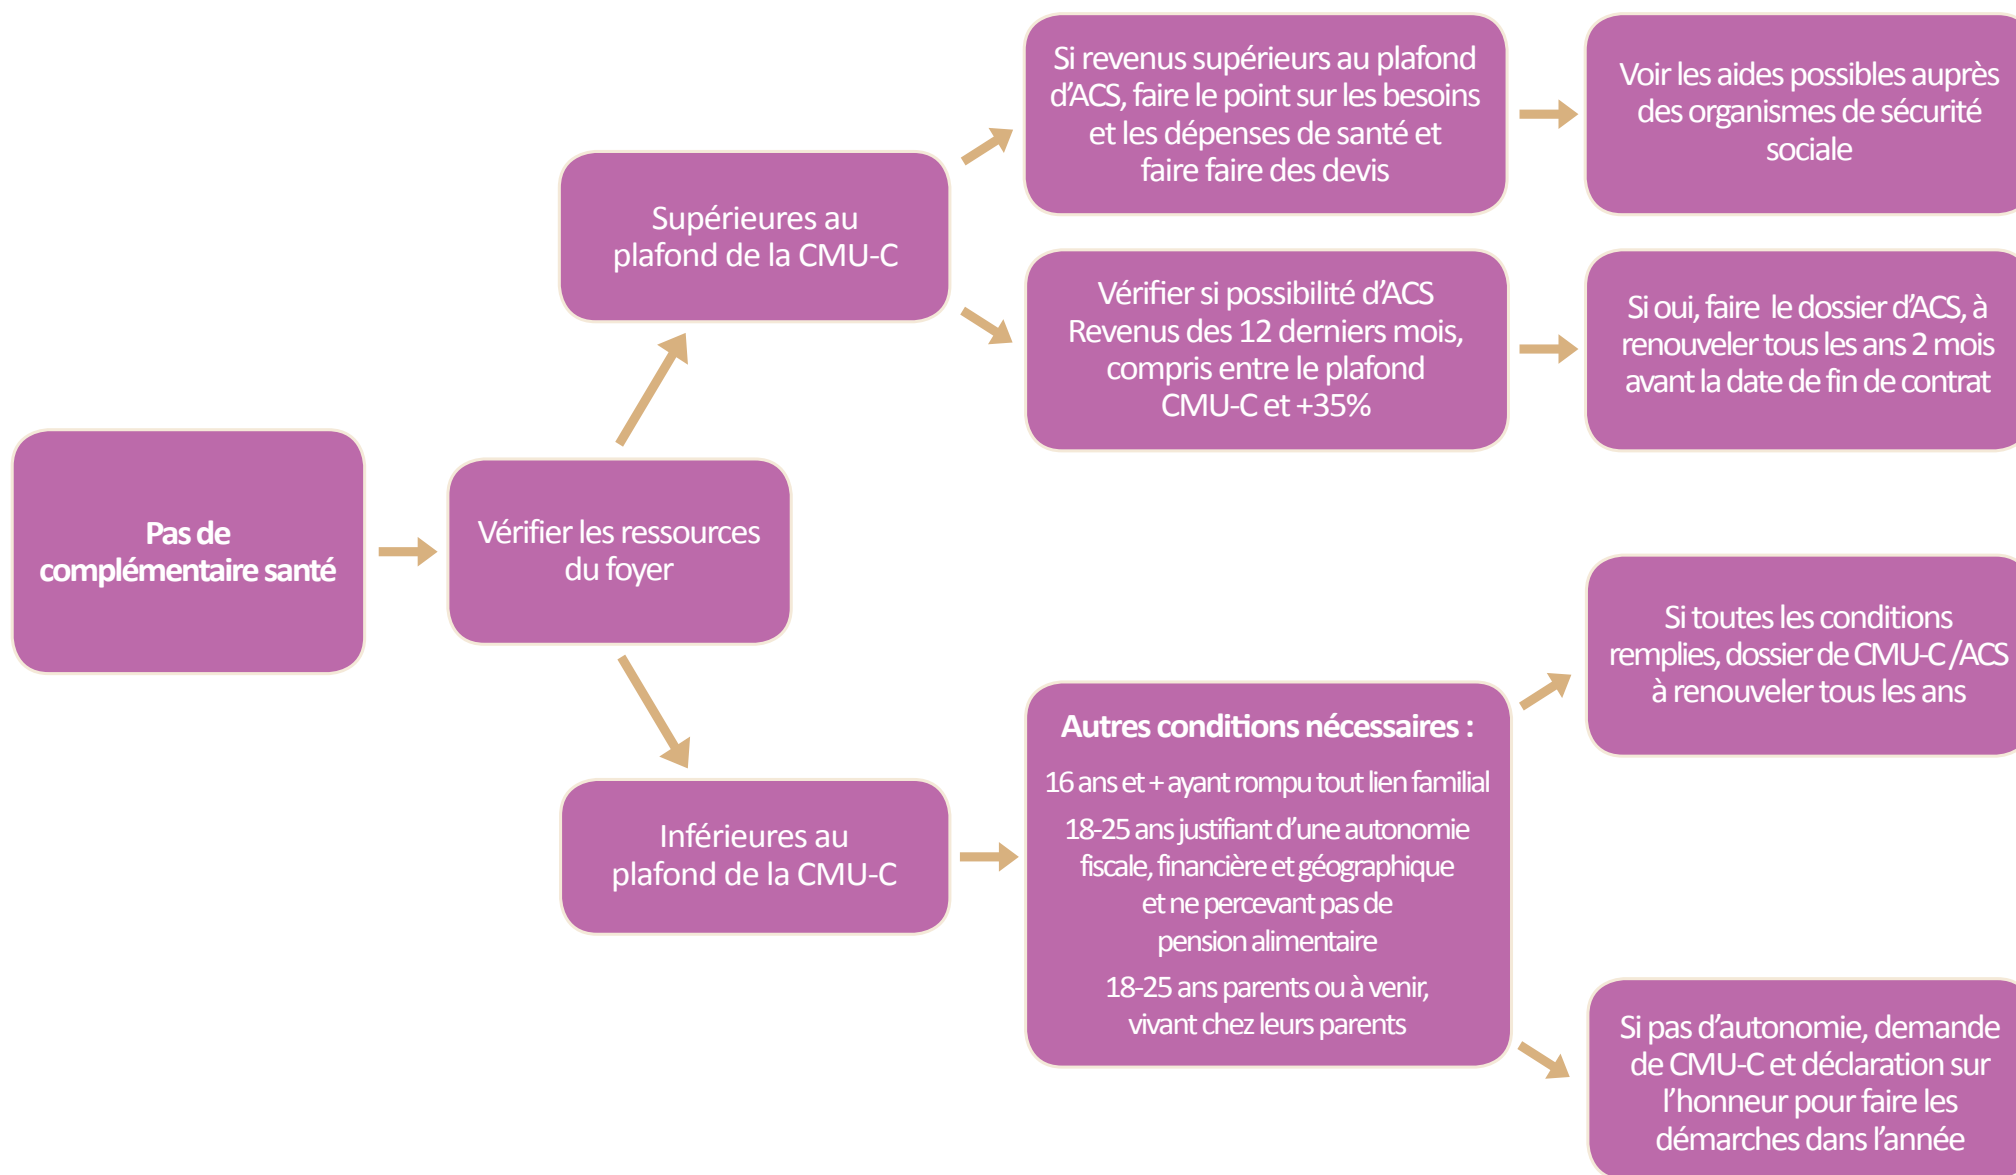 Pas de
complémentaire santé
Vérifier les ressources
du foyer
Supérieures au
plafond de la CMU-C
Si revenus supérieurs au plafond
d'ACS, faire le point sur les besoins
et les dépenses de santé et
faire faire des devis
Voir les aides possibles auprès
des organismes de sécurité
sociale
Vérifier si possibilité d'ACS
Revenus des 12 derniers mois,
compris entre le plafond
CMU-C et +35%
Si oui, faire le dossier d'ACS, à
renouveler tous les ans 2 mois
avant la date de fin de contrat
Inférieures au
plafond de la CMU-C
Autres conditions nécessaires :
16 ans et + ayant rompu tout lien familial
18-25 ans justifiant d'une autonomie
fiscale, financière et géographique
et ne percevant pas de
pension alimentaire
18-25 ans parents ou à venir,
vivant chez leurs parents
Si toutes les conditions
remplies, dossier de CMU-C /ACS
à renouveler tous les ans
Si pas d'autonomie, demande
de CMU-C et déclaration sur
l'honneur pour faire les
démarches dans l'année